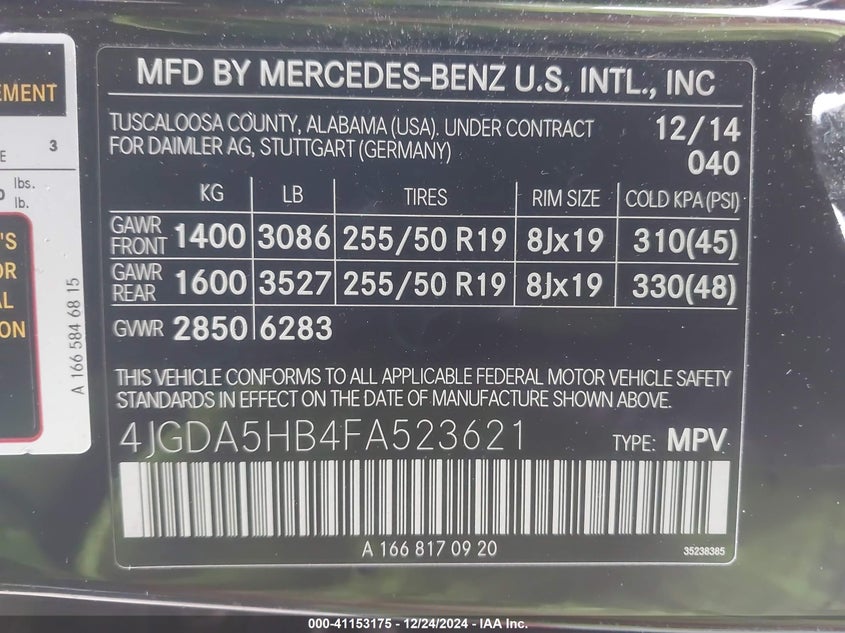 MFD BY MERCEDES-BENZ U.S. INTL., INC
TUSCALOOSA COUNTY, ALABAMA (USA). UNDER CONTRACT
FOR DAIMLER AG, STUTTGART (GERMANY)
12/14
040
KG LB TIRES RIM SIZE COLD KPA (PSI)
GAWR FRONT 1400 3086 255/50 R19 8Jx19 310(45)
GAWR REAR 1600 3527 255/50 R19 8Jx19 330(48)
GVWR 2850 6283
THIS VEHICLE CONFORMS TO ALL APPLICABLE FEDERAL MOTOR VEHICLE SAFETY
STANDARDS IN EFFECT ON THE DATE OF MANUFACTURE SHOWN ABOVE.
4JGDA5HB4FA523621 TYPE: MPV
A 166 817 09 20
35238385
EMENT
E 3
lbs.
lb.
'S
OR
AL
ION
A 166 584 68 15
000-41153175 - 12/24/2024 - IAA Inc.